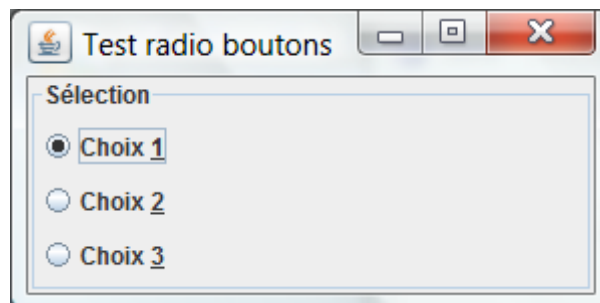 Test radio boutons
Sélection
Choix 1
Choix 2
Choix 3